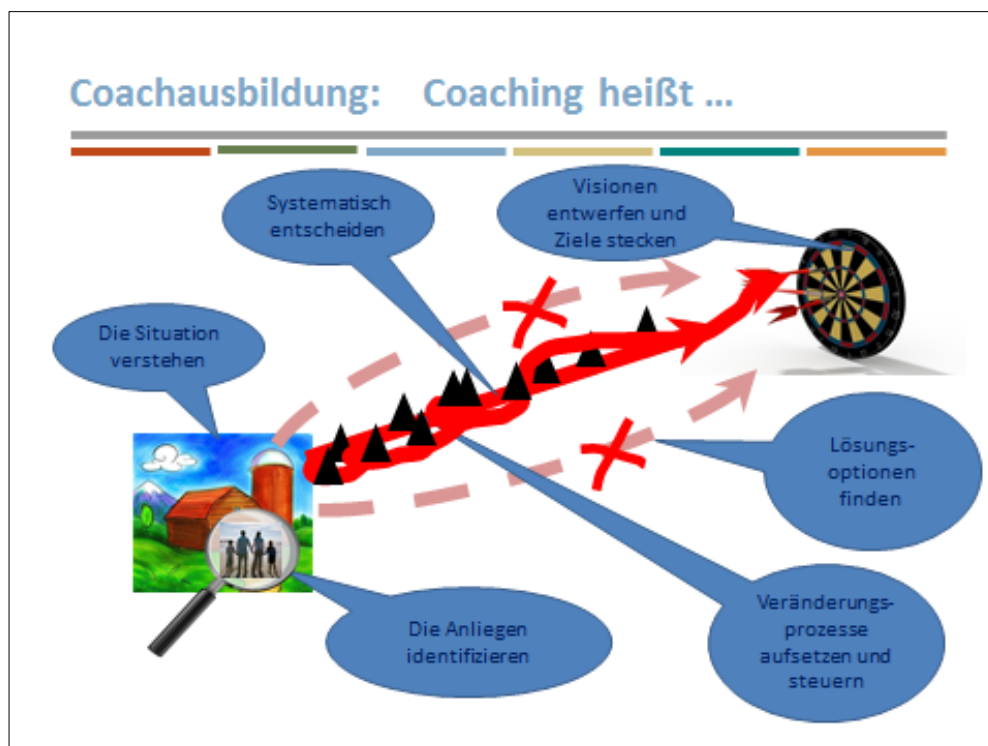 Coachausbildung: Coaching heißt …
Systematisch
entscheiden
Visionen
entwerfen und
Ziele stecken
Die Situation
verstehen
Lösungs-
optionen
finden
Die Anliegen
identifizieren
Veränderungs-
prozesse
aufsetzen und
steuern